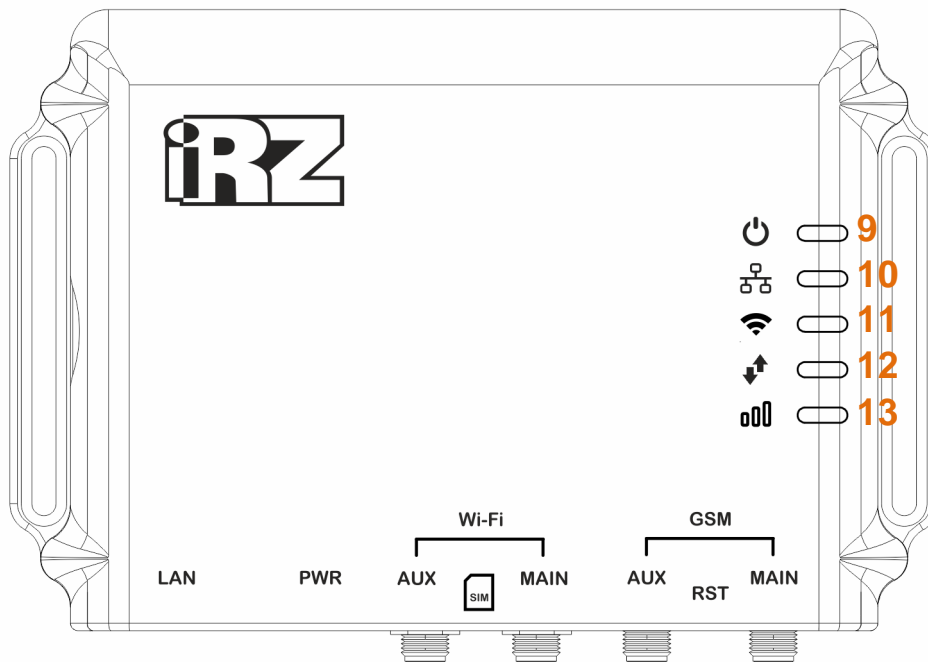 iRZ
9
10
11
12
13
Wi-Fi GSM
LAN PWR AUX MAIN AUX MAIN
SIM RST